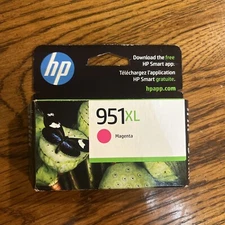 hp
Download the free
HP Smart app.
Téléchargez l'application
HP Smart gratuite.
hpapp.com
951XL
Magenta